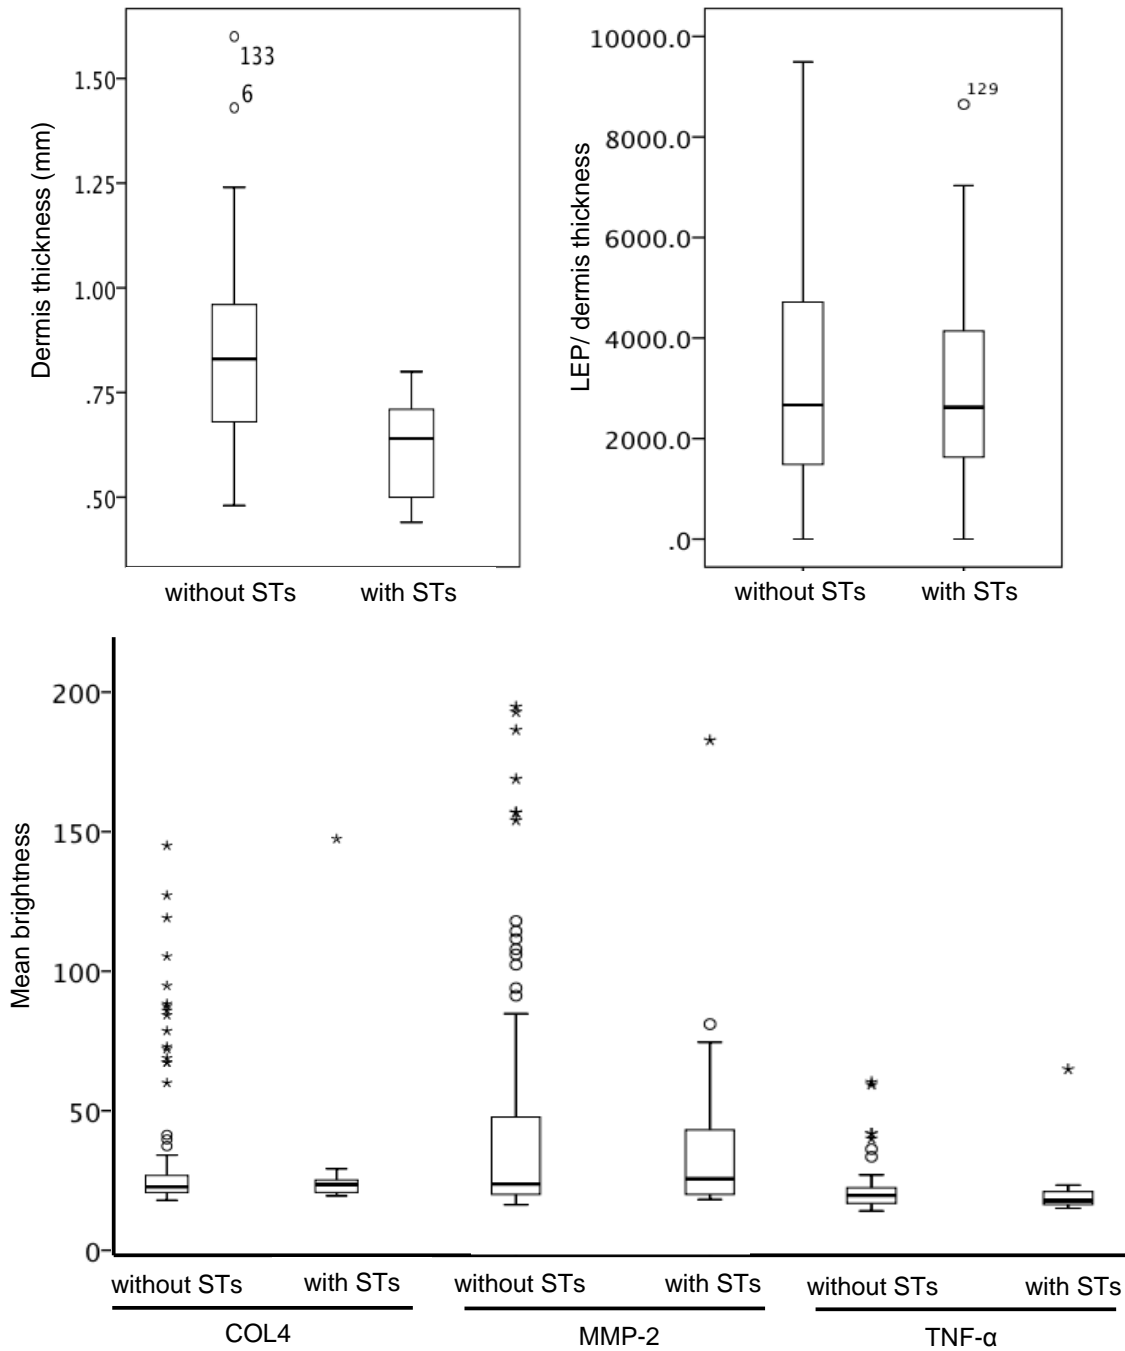 Dermis thickness (mm)
1.50
1.25
1.00
.75
.50
133
6
without STs
with STs
LEP/ dermis thickness
10000.0
8000.0
6000.0
4000.0
2000.0
.0
129
without STs
with STs
Mean brightness
200
150
100
50
0
without STs
with STs
without STs
with STs
without STs
with STs
COL4
MMP-2
TNF-α